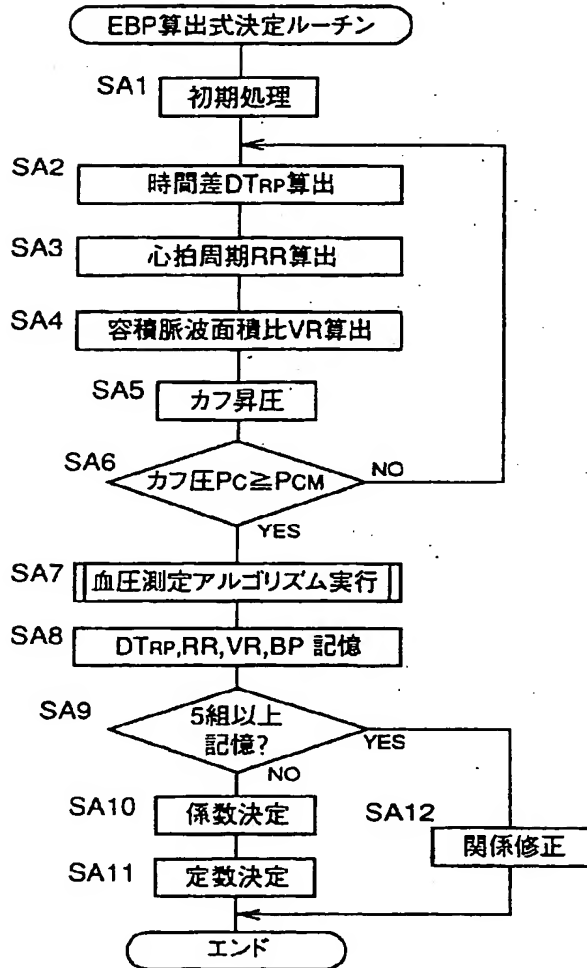 EBP算出式決定ルーチン
SA1
初期処理
SA2
時間差DTRP算出
SA3
心拍周期RR算出
SA4
容積脈波面積比VR算出
SA5
カフ昇圧
SA6
カフ圧PC≧PCM
NO
YES
SA7
血圧測定アルゴリズム実行
SA8
DTRP,RR,VR,BP 記憶
SA9
5組以上
記憶?
YES
NO
SA10
係数決定
SA12
関係修正
SA11
定数決定
エンド